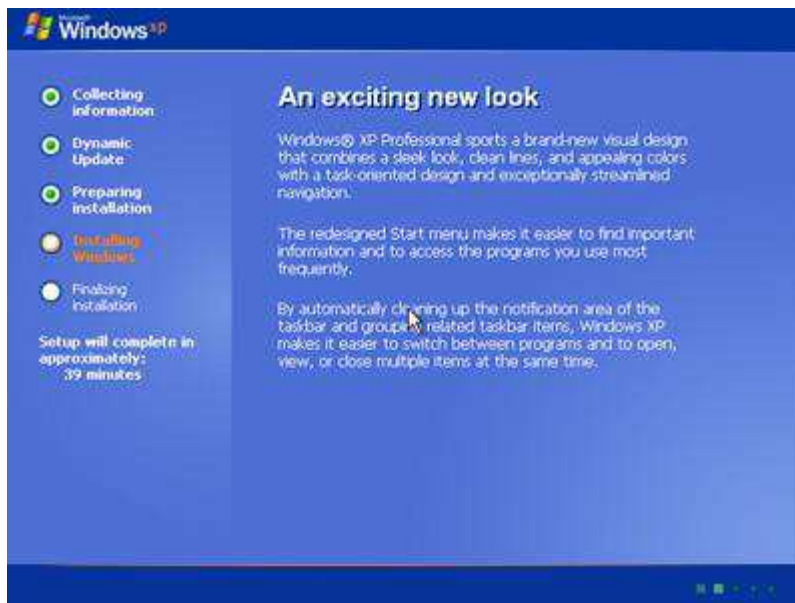 Microsoft
Windows xp
Collecting
information
Dynamic
Update
Preparing
installation
Installing
Windows
Finalizing
installation
Setup will complete in
approximately:
39 minutes
An exciting new look
Windows® XP Professional sports a brand-new visual design
that combines a sleek look, clean lines, and appealing colors
with a task-oriented design and exceptionally streamlined
navigation.
The redesigned Start menu makes it easier to find important
information and to access the programs you use most
frequently.
By automatically cleaning up the notification area of the
taskbar and grouping related taskbar items, Windows XP
makes it easier to switch between programs and to open,
view, or close multiple items at the same time.